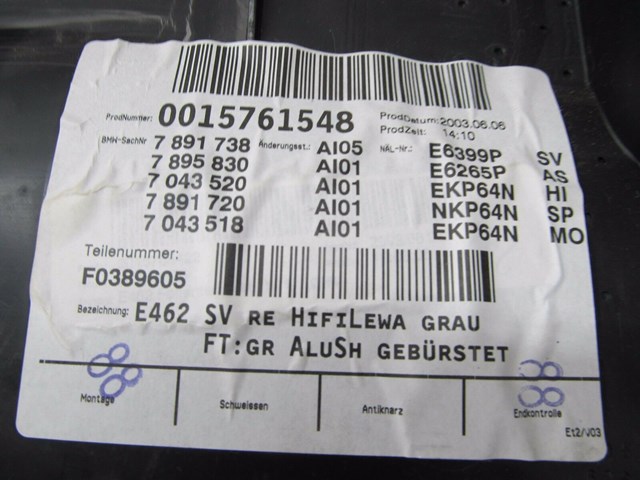 ProdNummer: 0015761548 ProdDatum: 2003.06.06
ProdZeit: 14:10
BMW-SachNr 7 891 738 Änderungsst.: AI05 NAL-Nr.: E6399P SV
7 895 830 AI01 E6265P AS
7 043 520 AI01 EKP64N HI
7 891 720 AI01 NKP64N SP
7 043 518 AI01 EKP64N MO
Teilenummer:
F0389605
Bezeichnung: E462 SV RE HIFILEWA GRAU
FT:GR ALUSH GEBÜRSTET
Montage Schweissen Antiknarz Endkontrolle
Et2/V03